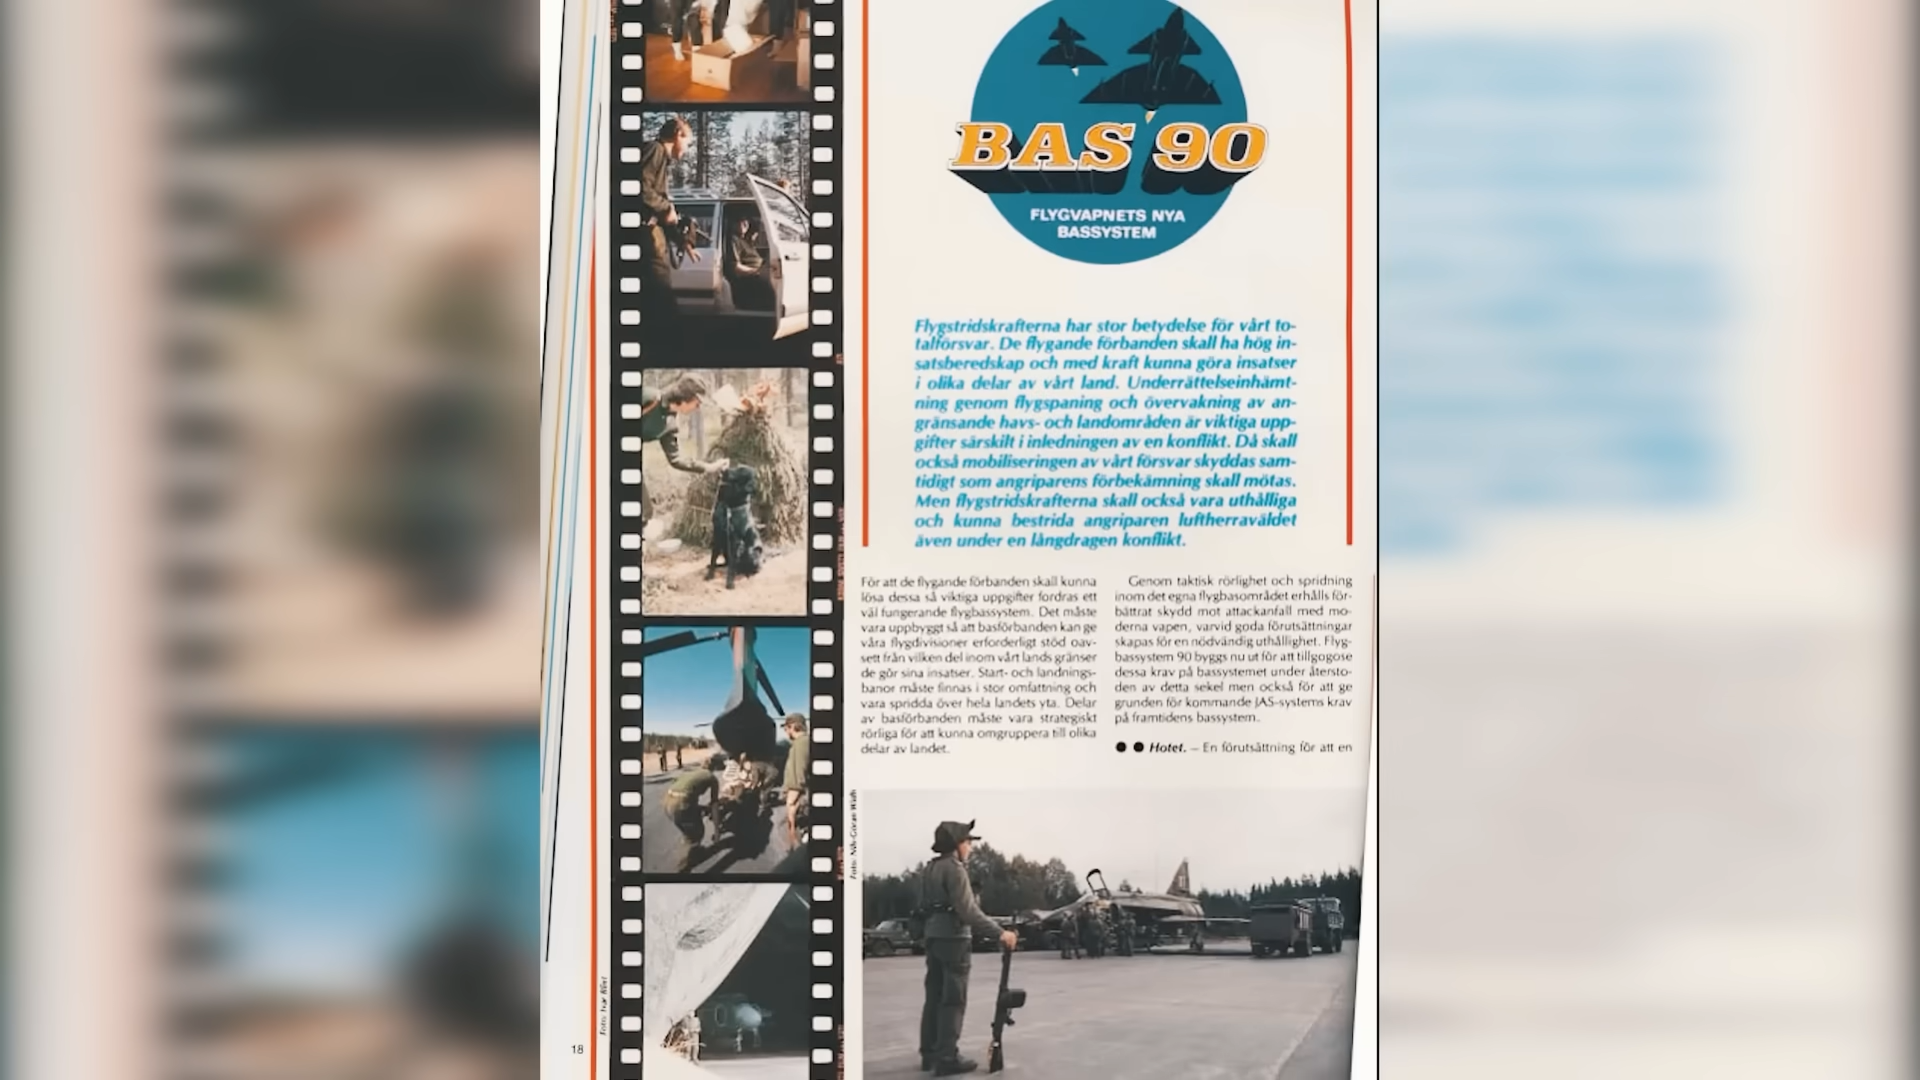 BAS 90
FLYGVAPNETS NYA
BASSYSTEM
Flygstridskrafterna har stor betydelse för vårt to-
talförsvar. De flygande förbanden skall ha hög in-
satsberedskap och med kraft kunna göra insatser
i olika delar av vårt land. Underrättelseinhämt-
ning genom flygspaning och övervakning av an-
gränsande havs- och landområden är viktiga upp-
gifter särskilt i inledningen av en konflikt. Då skall
också mobiliseringen av vårt försvar skyddas sam-
tidigt som angriparens förbekämning skall mötas.
Men flygstridskrafterna skall också vara uthålliga
och kunna bestrida angriparen luftherraväldet
även under en långdragen konflikt.
För att de flygande förbanden skall kunna
lösa dessa så viktiga uppgifter fordras ett
väl fungerande flygbassystem. Det måste
vara uppbyggt så att basförbanden kan ge
våra flygdivisioner erforderligt stöd oav-
sett från vilken del inom vårt lands gränser
de gör sina insatser. Start- och landnings-
banor måste finnas i stor omfattning och
vara spridda över hela landets yta. Delar
av basförbanden måste vara strategiskt
rörliga för att kunna omgruppera till olika
delar av landet.
Genom taktisk rörlighet och spridning
inom det egna flygbasområdet erhålls för-
bättrat skydd mot attackanfall med mo-
derna vapen, varvid goda förutsättningar
skapas för en nödvändig uthållighet. Flyg-
bassystem 90 byggs nu ut för att tillgogose
dessa krav på bassystemet under återsto-
den av detta sekel men också för att ge
grunden för kommande JAS-systems krav
på framtidens bassystem.
●● Hotet. – En förutsättning för att en
Foto:
Foto: Ivar
18